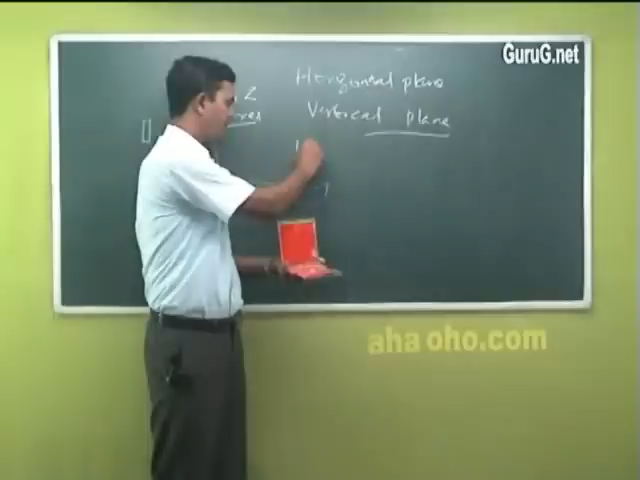 GuruG.net
Horizontal plane
Vertical plane
aha oho.com